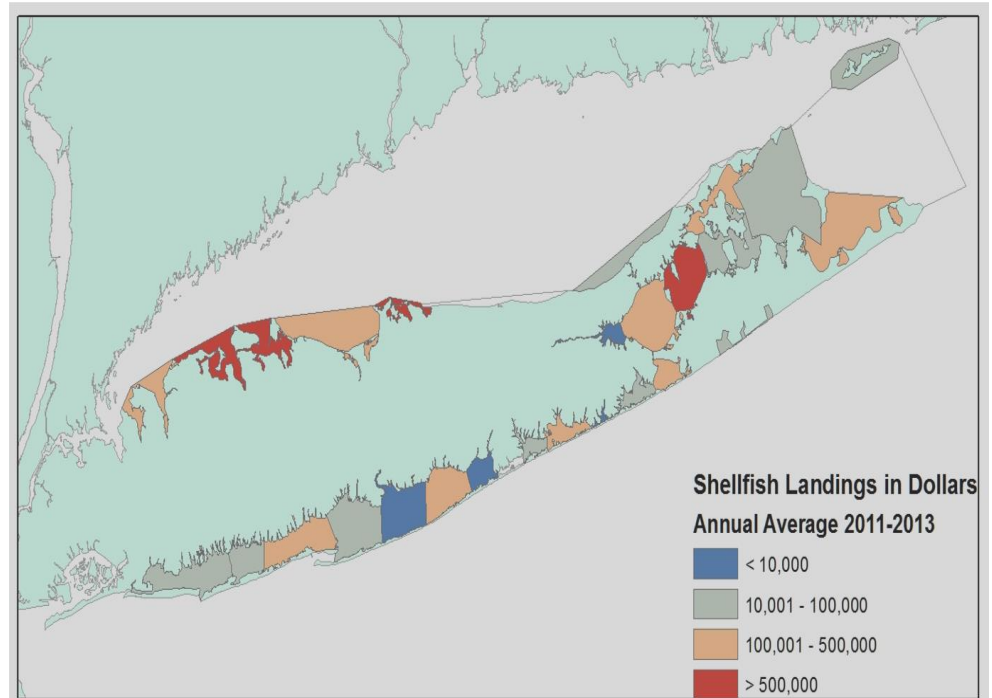 Shellfish Landings in Dollars
Annual Average 2011-2013
< 10,000
10,001 - 100,000
100,001 - 500,000
> 500,000